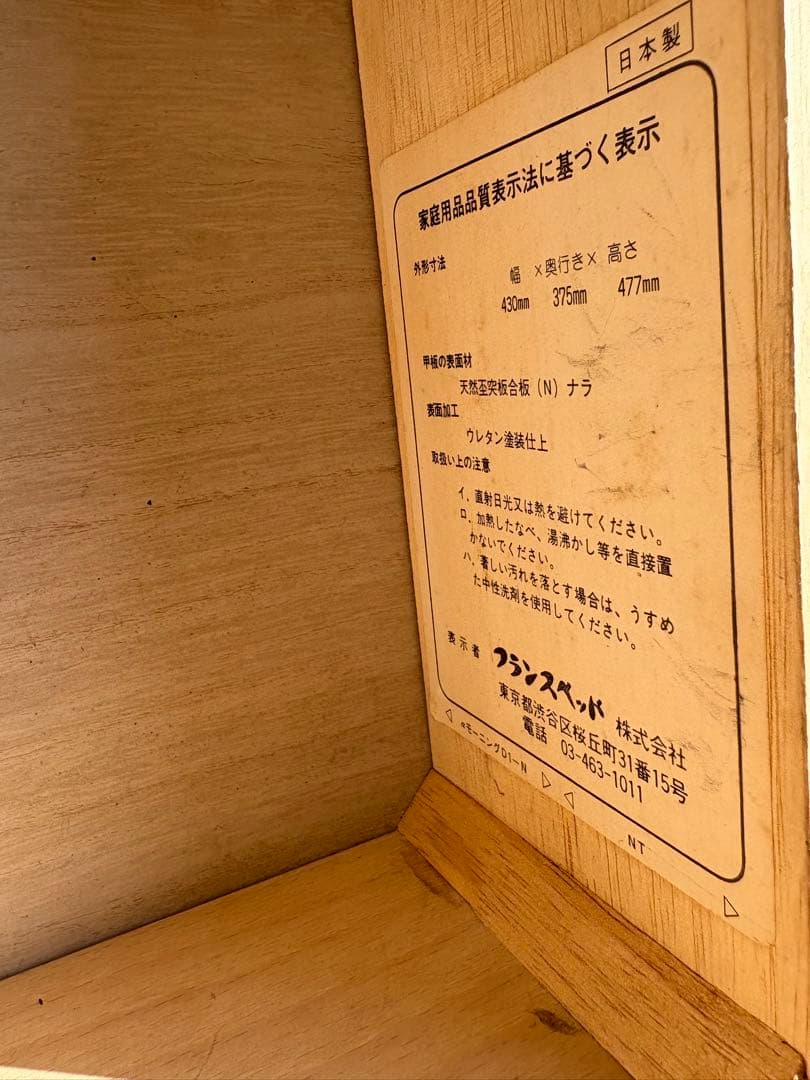 日本製
家庭用品品質表示法に基づく表示
外形寸法
幅 × 奥行き × 高さ
430mm 375mm 477mm
甲板の表面材
天然杢突板合板（N）ナラ
表面加工
ウレタン塗装仕上
取扱い上の注意
イ．直射日光又は熱を避けてください。
ロ．加熱したなべ、湯沸かし等を直接置
かないでください。
ハ．著しい汚れを落とす場合は、うすめ
た中性洗剤を使用してください。
表示者 フランスベッド 株式会社
東京都渋谷区桜丘町31番15号
電話 03-463-1011
◁ eモーニングD1-N ▷ ◁ NT ▷